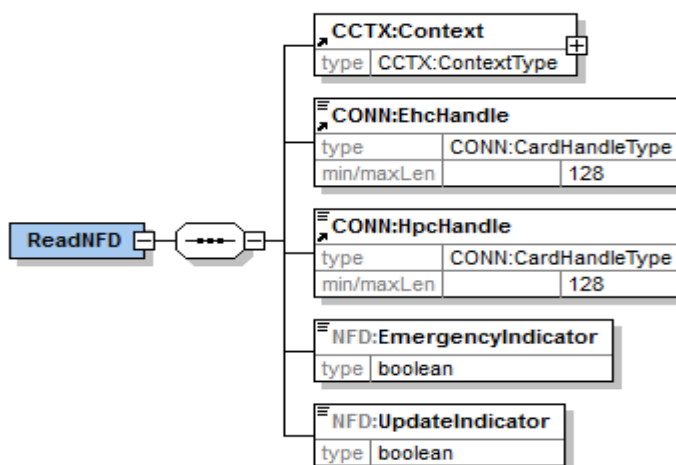 CCTX:Context
type CCTX:ContextType
CONN:EhcHandle
type CONN:CardHandleType
min/maxLen 128
ReadNFD
CONN:HpcHandle
type CONN:CardHandleType
min/maxLen 128
NFD:EmergencyIndicator
type boolean
NFD:UpdateIndicator
type boolean